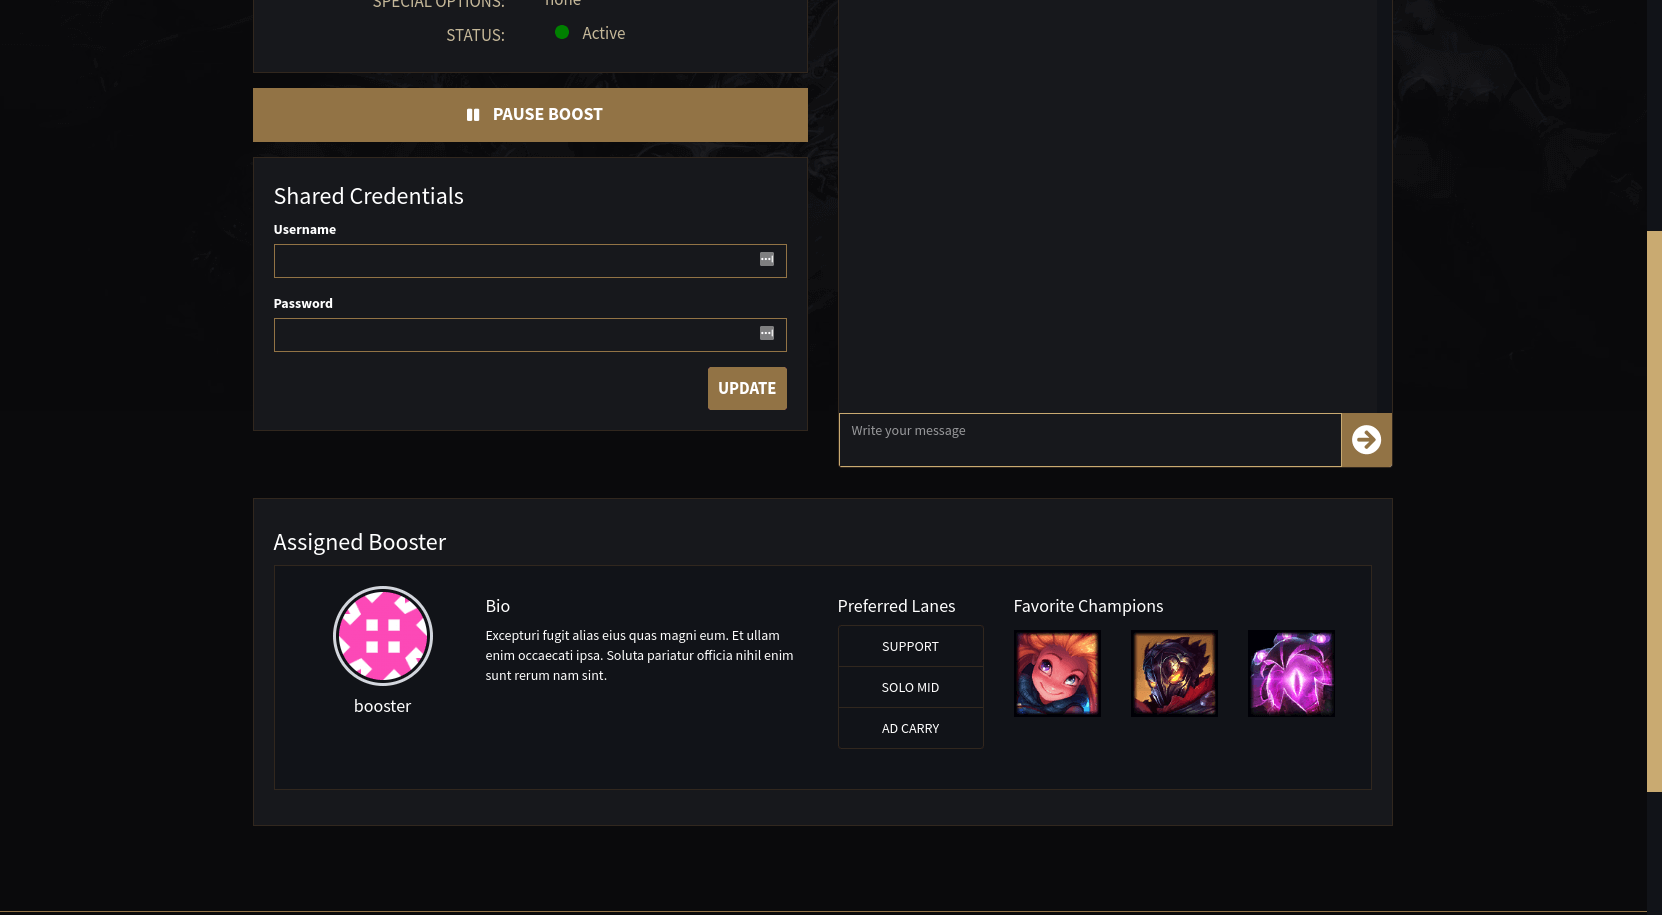 SPECIAL OPTIONS: none
STATUS: Active
PAUSE BOOST
Shared Credentials
Username
Password
UPDATE
Write your message
Assigned Booster
booster
Bio
Excepturi fugit alias eius quas magni eum. Et ullam
enim occaecati ipsa. Soluta pariatur officia nihil enim
sunt rerum nam sint.
Preferred Lanes
SUPPORT
SOLO MID
AD CARRY
Favorite Champions